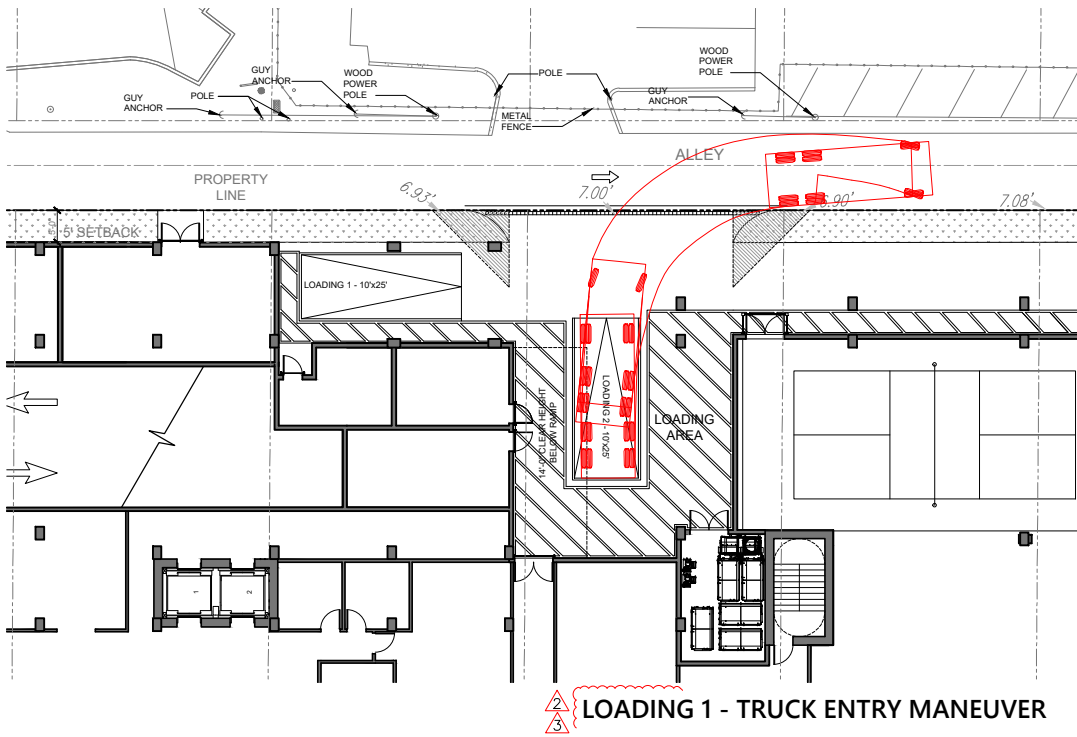 WOOD
POWER
POLE
GUY
ANCHOR
WOOD
POWER
POLE
POLE
GUY
ANCHOR
GUY
ANCHOR
POLE
METAL
FENCE
ALLEY
PROPERTY
LINE
6.93'
7.00'
6.90'
7.08'
5'-0"
5' SETBACK
LOADING 1 - 10'x25'
LOADING 2 - 10'x25'
14'-0" CLEAR HEIGHT
BELOW RAMP
LOADING
AREA
1
2
2
3
LOADING 1 - TRUCK ENTRY MANEUVER